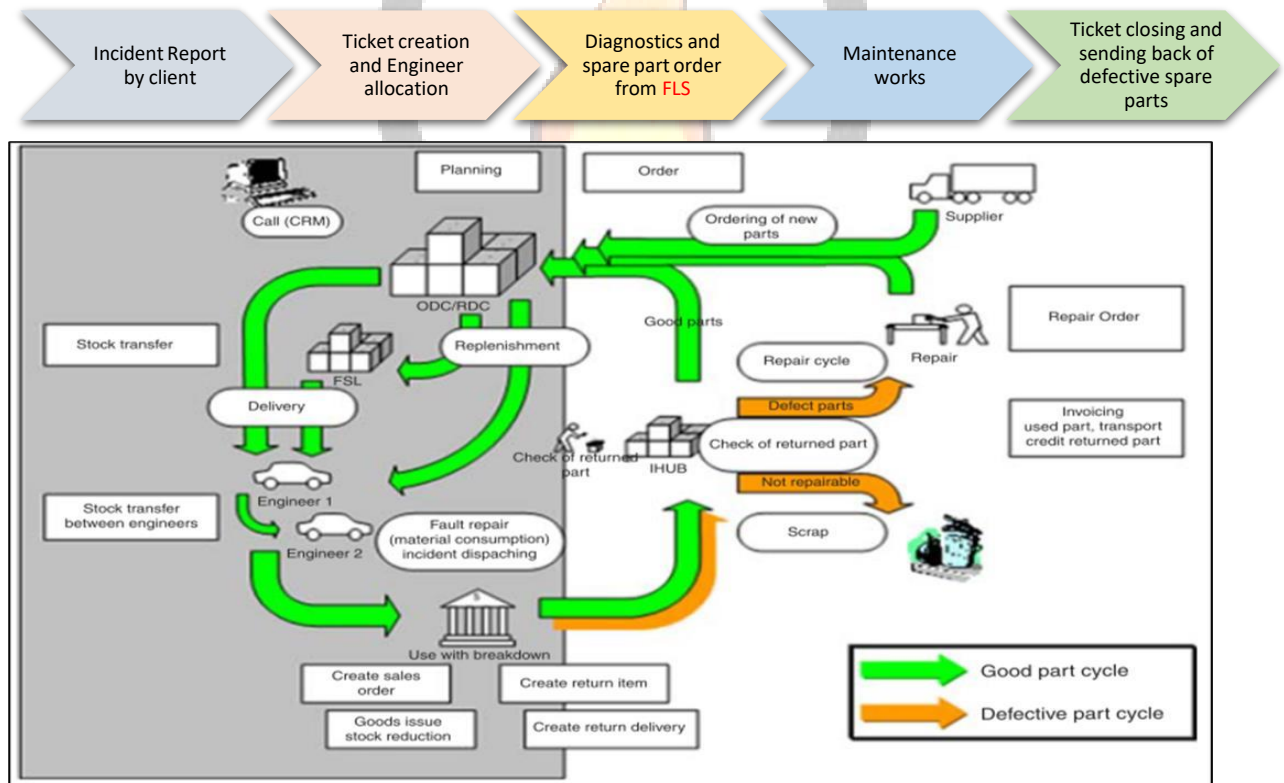 Incident Report
by client
Ticket creation
and Engineer
allocation
Diagnostics and
spare part order
from FLS
Maintenance
works
Ticket closing and
sending back of
defective spare
parts
Planning
Order
Call (CRM)
Ordering of new
parts
Supplier
ODC/RDC
Good parts
Repair Order
Stock transfer
Replenishment
Repair
FSL
Repair cycle
Delivery
Defect parts
Invoicing
used part, transport
credit returned part
Check of returned
part
IHUB
Check of returned part
Engineer 1
Not repairable
Stock transfer
between engineers
Engineer 2
Fault repair
(material consumption)
incident dispaching
Scrap
$
Use with breakdown
Create sales
order
Create return item
Goods issue
stock reduction
Create return delivery
Good part cycle
Defective part cycle